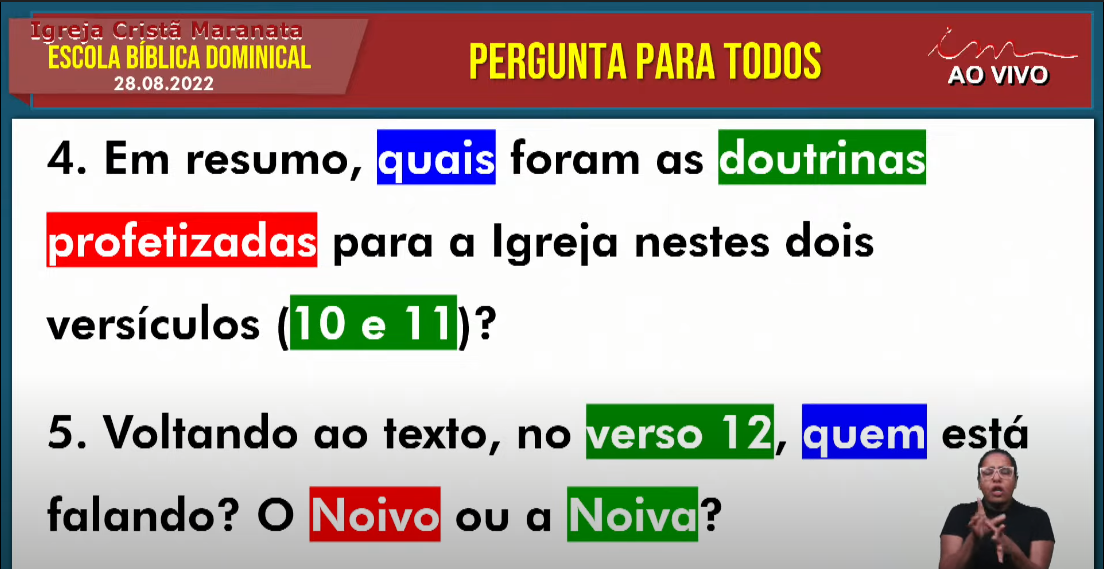 Igreja Cristã Maranata
ESCOLA BÍBLICA DOMINICAL
28.08.2022
PERGUNTA PARA TODOS
AO VIVO
4. Em resumo, quais foram as doutrinas
profetizadas para a Igreja nestes dois
versículos (10 e 11)?
5. Voltando ao texto, no verso 12, quem está
falando? O Noivo ou a Noiva?